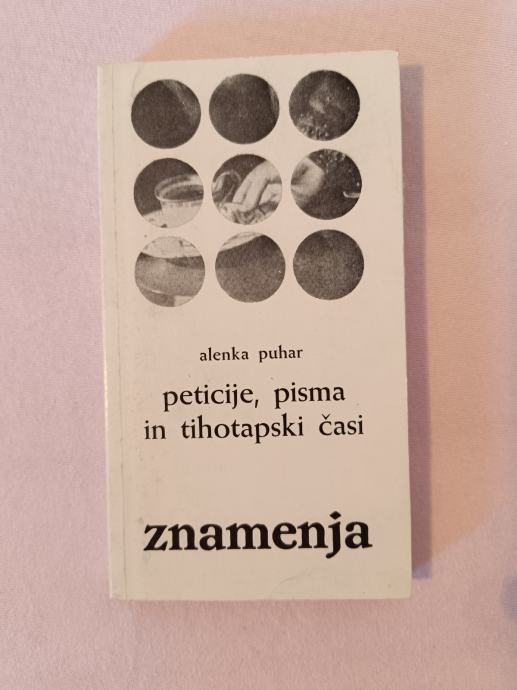 alenka puhar
peticije, pisma
in tihotapski časi
znamenja